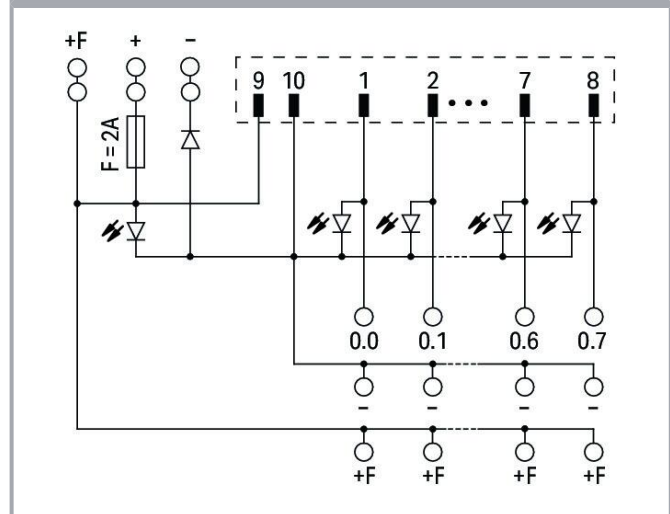 +F + -
9 10 1 2 ••• 7 8
F = 2A
0.0 0.1 0.6 0.7
- - - -
+F +F +F +F